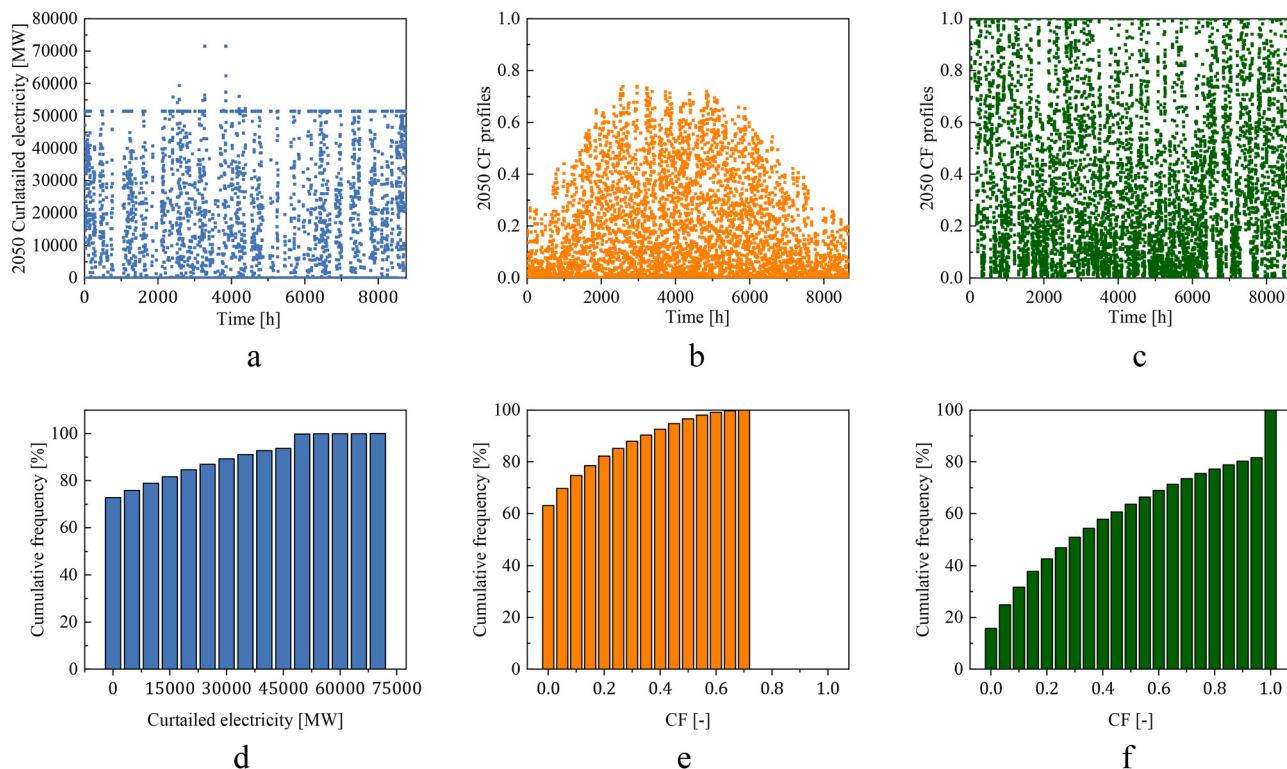 80000
70000
60000
50000
40000
30000
20000
10000
0
2050 Curlatailed electricity [MW]
0 2000 4000 6000 8000
Time [h]
a
1.0
0.8
0.6
0.4
0.2
0.0
2050 CF profiles
0 2000 4000 6000 8000
Time [h]
b
1.0
0.8
0.6
0.4
0.2
0.0
2050 CF profiles
0 2000 4000 6000 8000
Time [h]
c
100
80
60
40
20
0
Cumulative frequency [%]
0 15000 30000 45000 60000 75000
Curtailed electricity [MW]
d
100
80
60
40
20
0
Cumulative frequency [%]
0.0 0.2 0.4 0.6 0.8 1.0
CF [-]
e
100
80
60
40
20
0
Cumulative frequency [%]
0.0 0.2 0.4 0.6 0.8 1.0
CF [-]
f